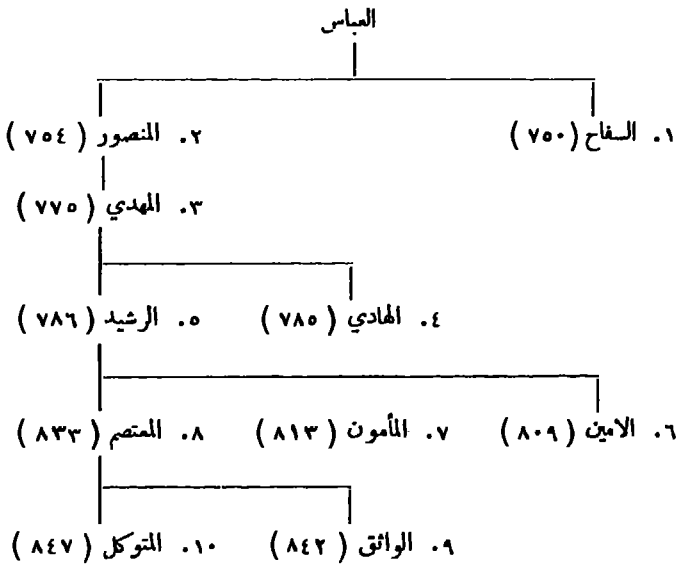 العباس
١. السفاح (٧٥٠) ٢. المنصور (٧٥٤)
٣. المهدي (٧٧٥)
٤. الهادي (٧٨٥) ٥. الرشيد (٧٨٦)
٦. الامين (٨٠٩) ٧. المأمون (٨١٣) ٨. المعتصم (٨٣٣)
٩. الواثق (٨٤٢) ١٠. المتوكل (٨٤٧)